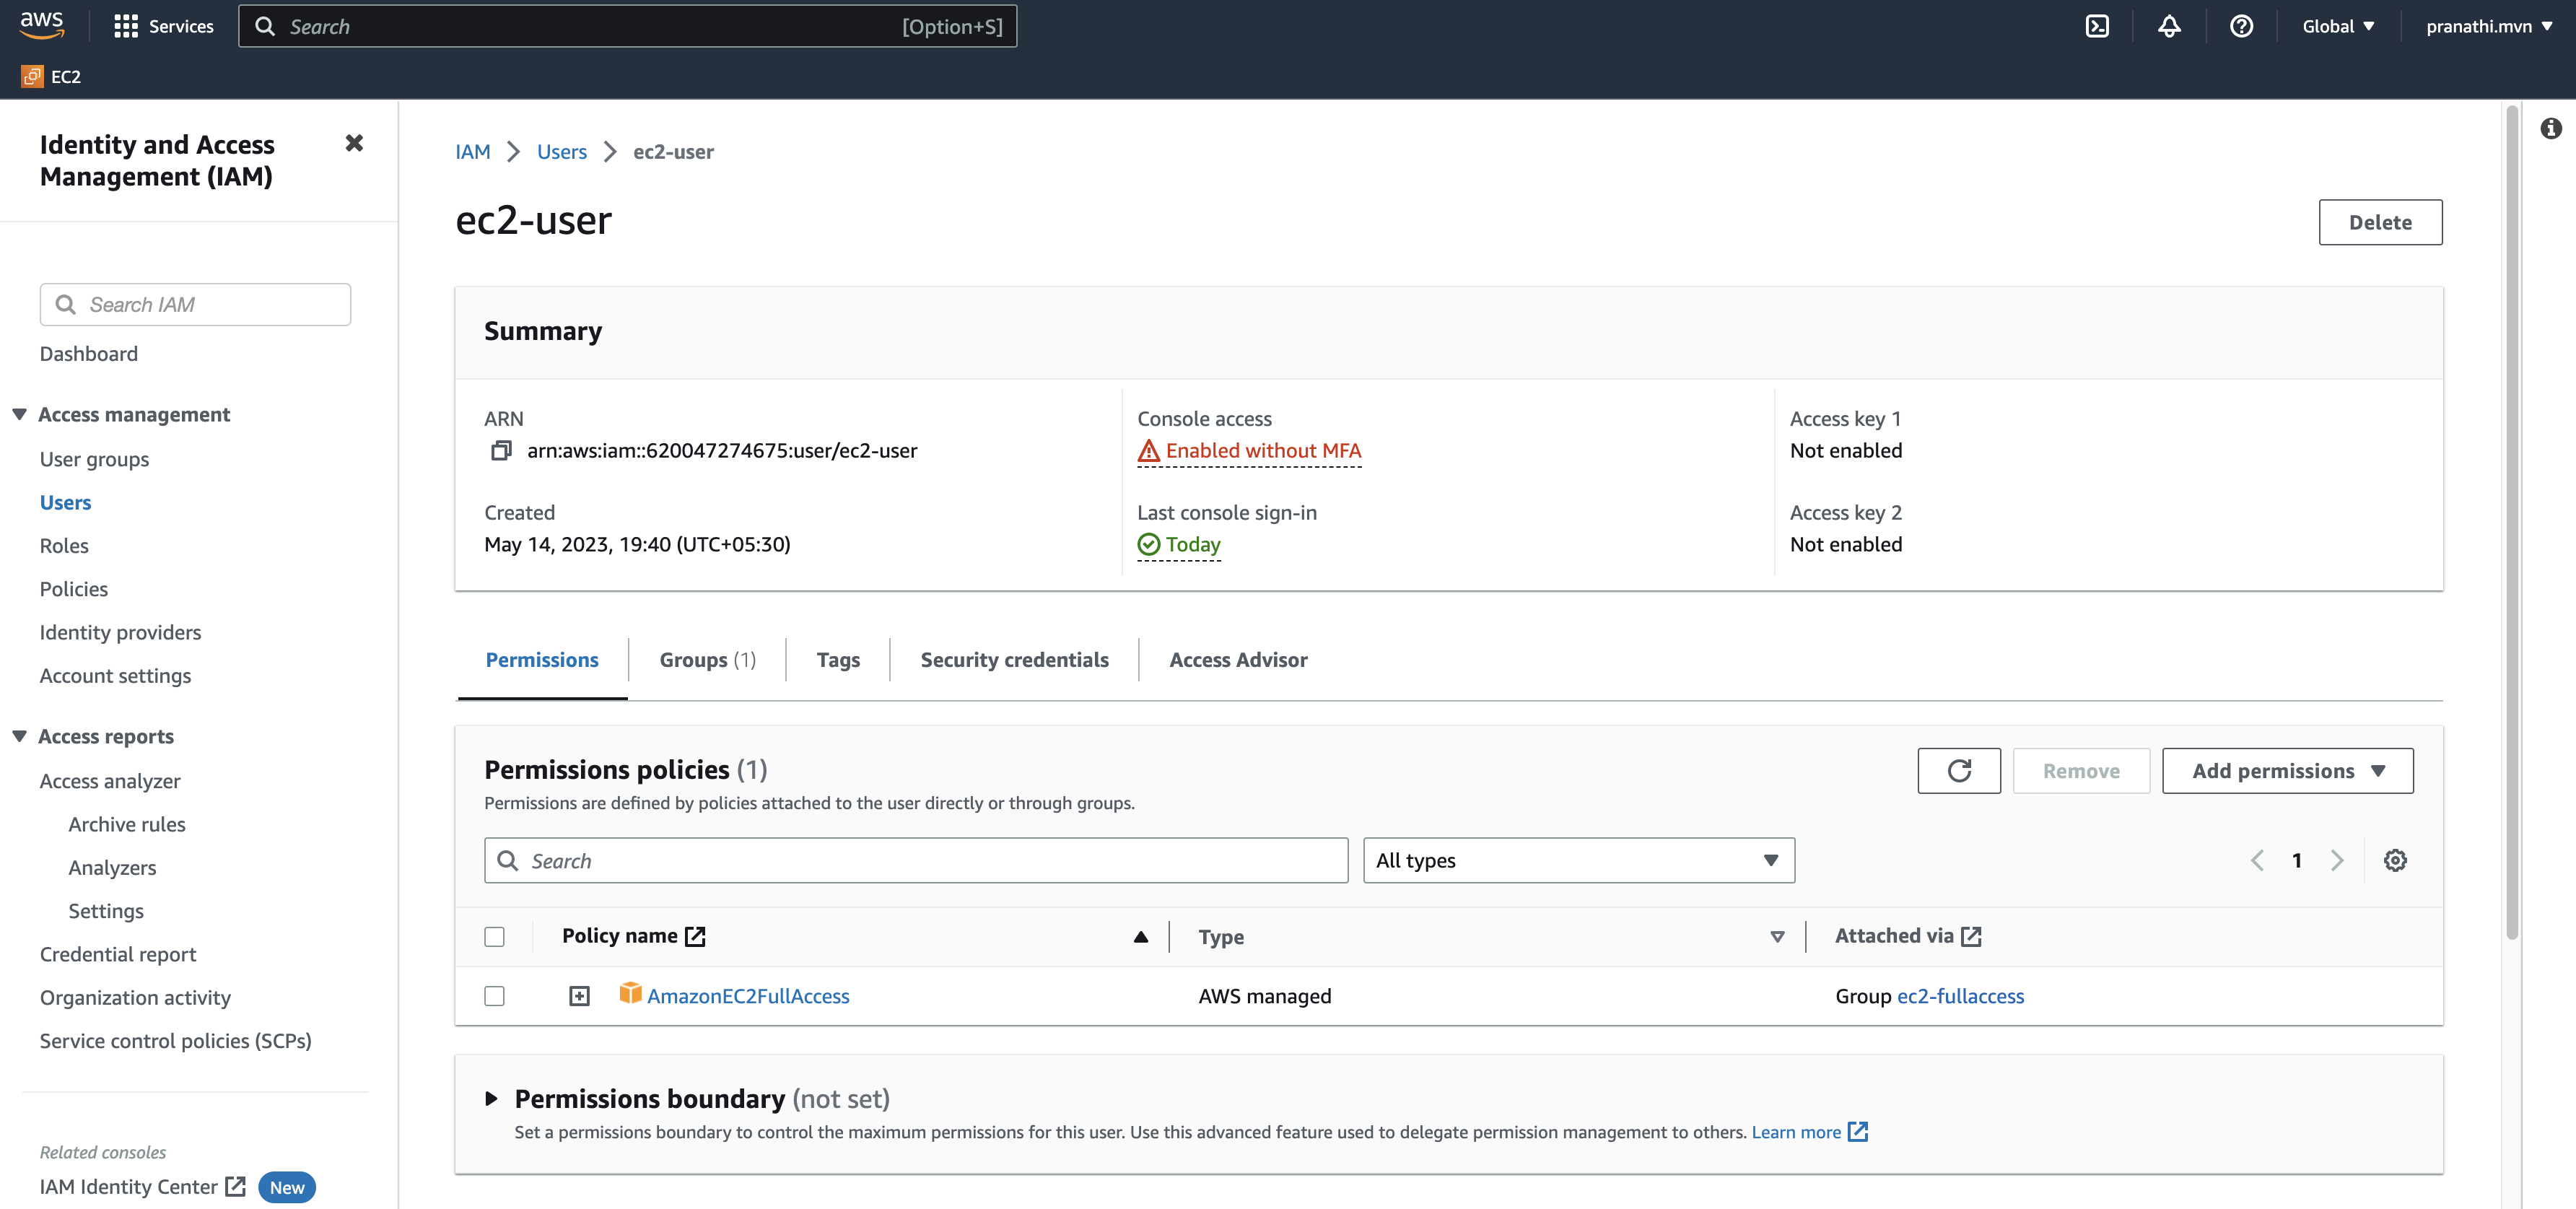 aws
Services
Search [Option+S]
Global
pranathi.mvn
EC2
Identity and Access
Management (IAM)
Search IAM
Dashboard
Access management
User groups
Users
Roles
Policies
Identity providers
Account settings
Access reports
Access analyzer
Archive rules
Analyzers
Settings
Credential report
Organization activity
Service control policies (SCPs)
Related consoles
IAM Identity Center New
IAM Users ec2-user
ec2-user
Delete
Summary
ARN
arn:aws:iam::620047274675:user/ec2-user
Created
May 14, 2023, 19:40 (UTC+05:30)
Console access
Enabled without MFA
Last console sign-in
Today
Access key 1
Not enabled
Access key 2
Not enabled
Permissions Groups (1) Tags Security credentials Access Advisor
Permissions policies (1)
Permissions are defined by policies attached to the user directly or through groups.
Remove Add permissions
Search All types 1
Policy name Type Attached via
AmazonEC2FullAccess AWS managed Group ec2-fullaccess
Permissions boundary (not set)
Set a permissions boundary to control the maximum permissions for this user. Use this advanced feature used to delegate permission management to others. Learn more